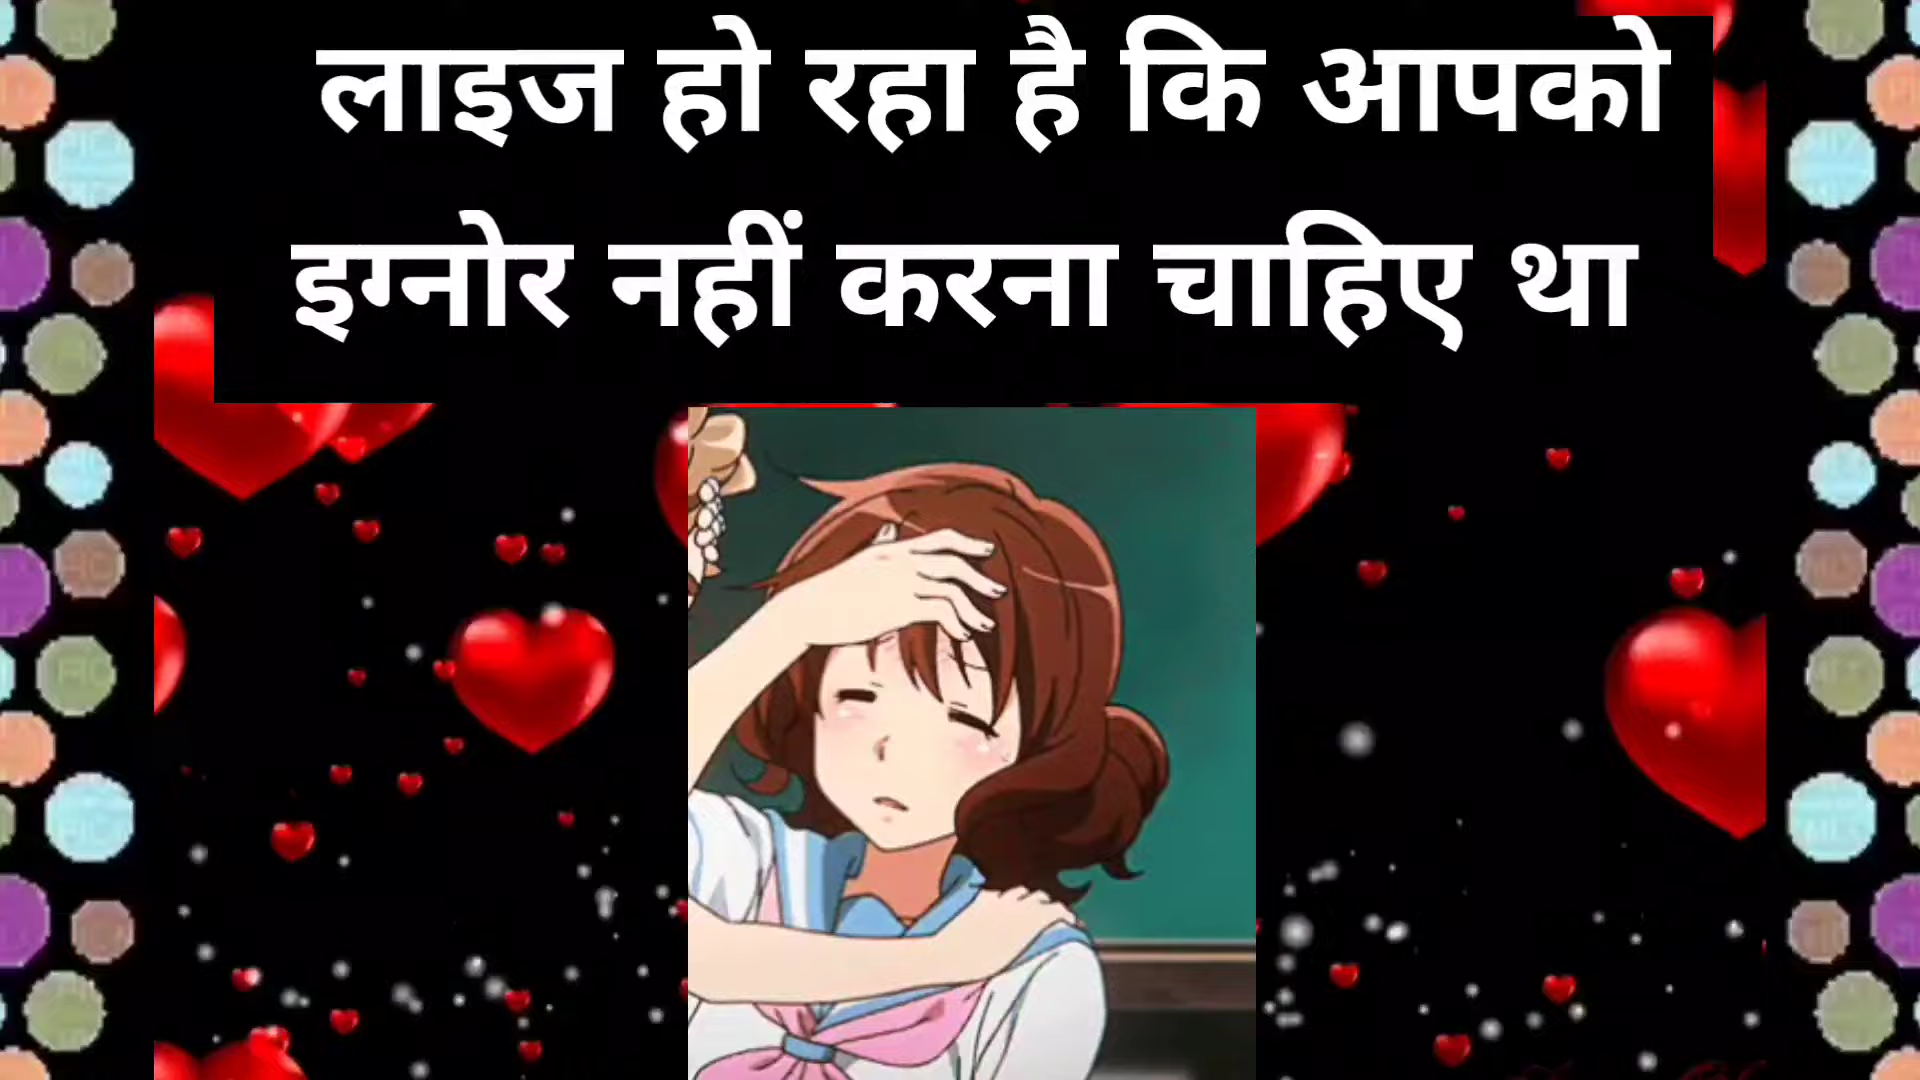 लाइज हो रहा है कि आपको
इग्नोर नहीं करना चाहिए था